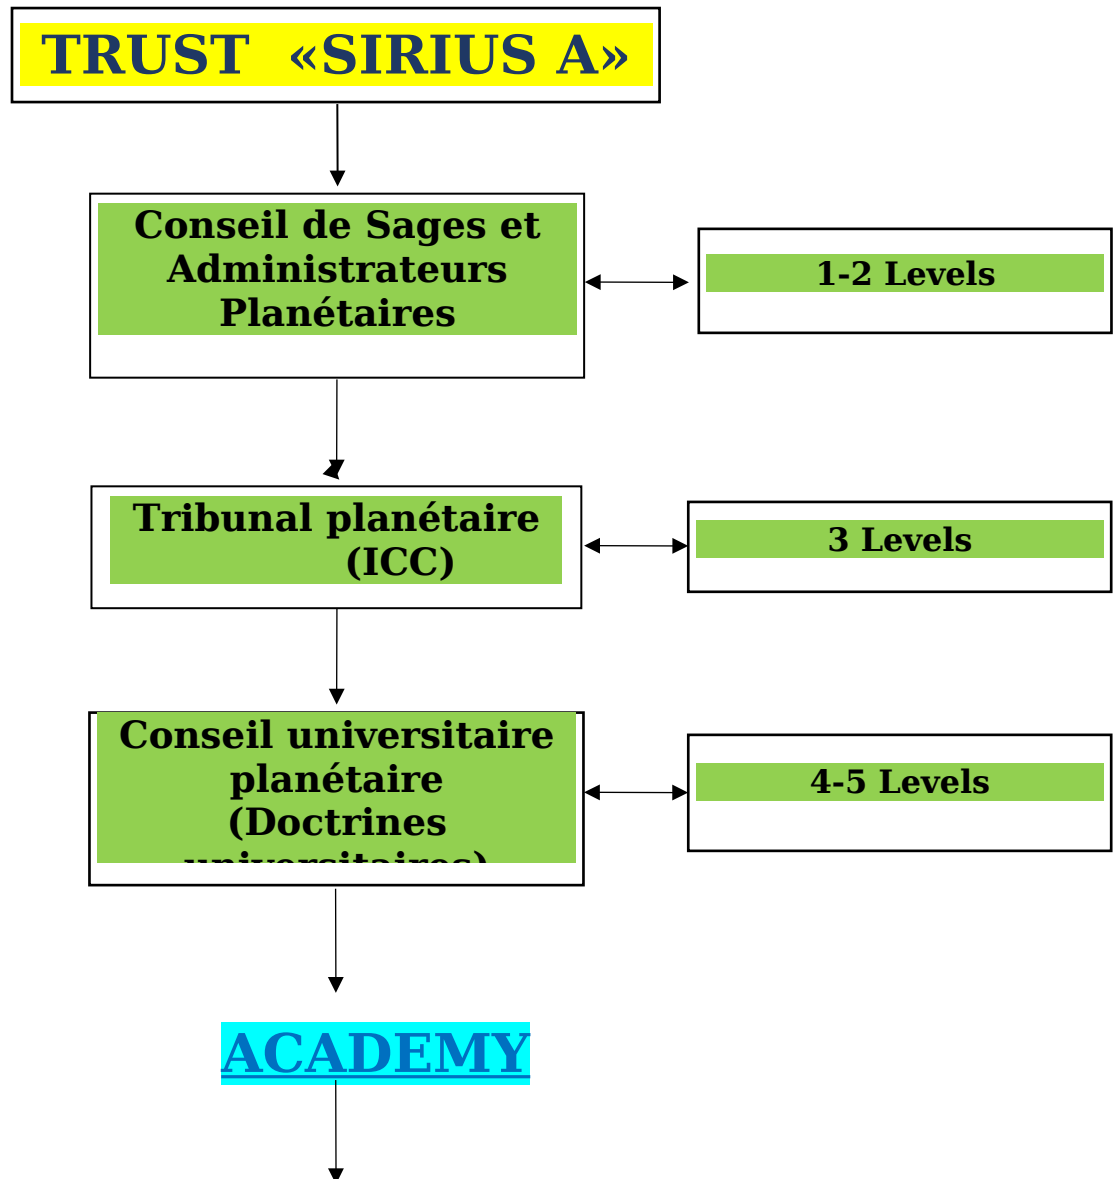 TRUST «SIRIUS A»
Conseil de Sages et
Administrateurs
Planétaires
1-2 Levels
Tribunal planétaire
(ICC)
3 Levels
Conseil universitaire
planétaire
(Doctrines
universitaires)
4-5 Levels
ACADEMY